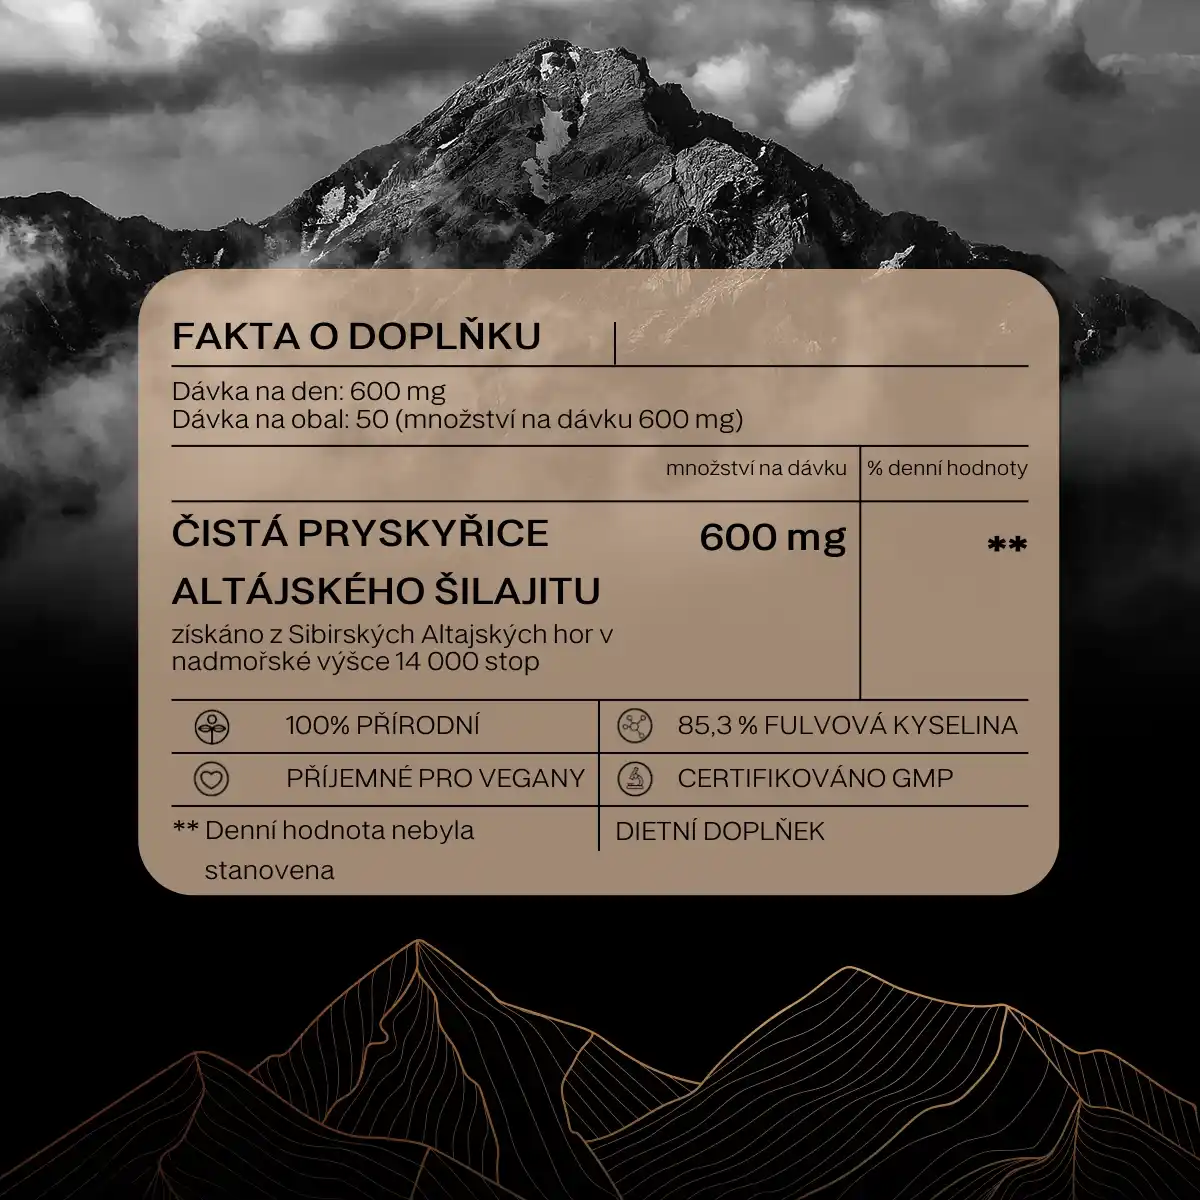 FAKTA O DOPLŇKU
Dávka na den: 600 mg
Dávka na obal: 50 (množství na dávku 600 mg)
množství na dávku % denní hodnoty
ČISTÁ PRYSKYŘICE 600 mg **
ALTÁJSKÉHO ŠILAJITU
získáno z Sibirských Altajských hor v
nadmořské výšce 14 000 stop
100% PŘÍRODNÍ 85,3 % FULVOVÁ KYSELINA
PŘÍJEMNÉ PRO VEGANY CERTIFIKOVÁNO GMP
** Denní hodnota nebyla DIETNÍ DOPLŇEK
stanovena